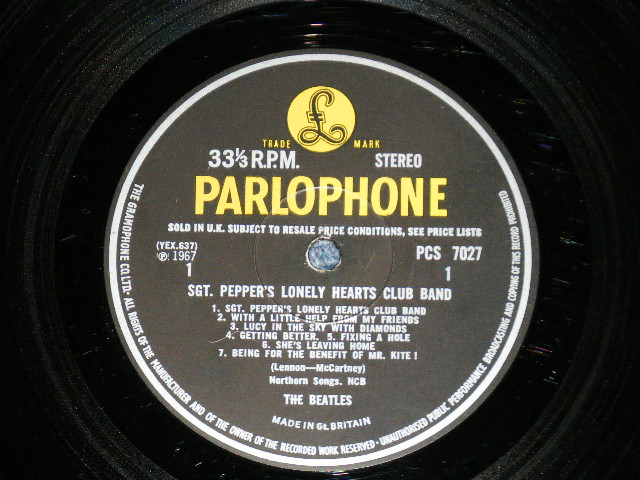 £
TRADE MARK
33⅓ R.P.M. STEREO
PARLOPHONE
SOLD IN U.K. SUBJECT TO RESALE PRICE CONDITIONS, SEE PRICE LISTS
(YEX.637) PCS 7027
Ⓟ 1967
1 1
SGT. PEPPER'S LONELY HEARTS CLUB BAND
1. SGT. PEPPER'S LONELY HEARTS CLUB BAND
2. WITH A LITTLE HELP FROM MY FRIENDS
3. LUCY IN THE SKY WITH DIAMONDS
4. GETTING BETTER. 5. FIXING A HOLE
6. SHE'S LEAVING HOME
7. BEING FOR THE BENEFIT OF MR. KITE !
(Lennon—McCartney)
Northern Songs. NCB
THE BEATLES
MADE IN Gt. BRITAIN
THE GRAMOPHONE CO. LTD. ALL RIGHTS OF THE MANUFACTURER AND OF THE OWNER OF THE RECORDED WORK RESERVED · UNAUTHORISED PUBLIC PERFORMANCE BROADCASTING AND COPYING OF THIS RECORD PROHIBITED